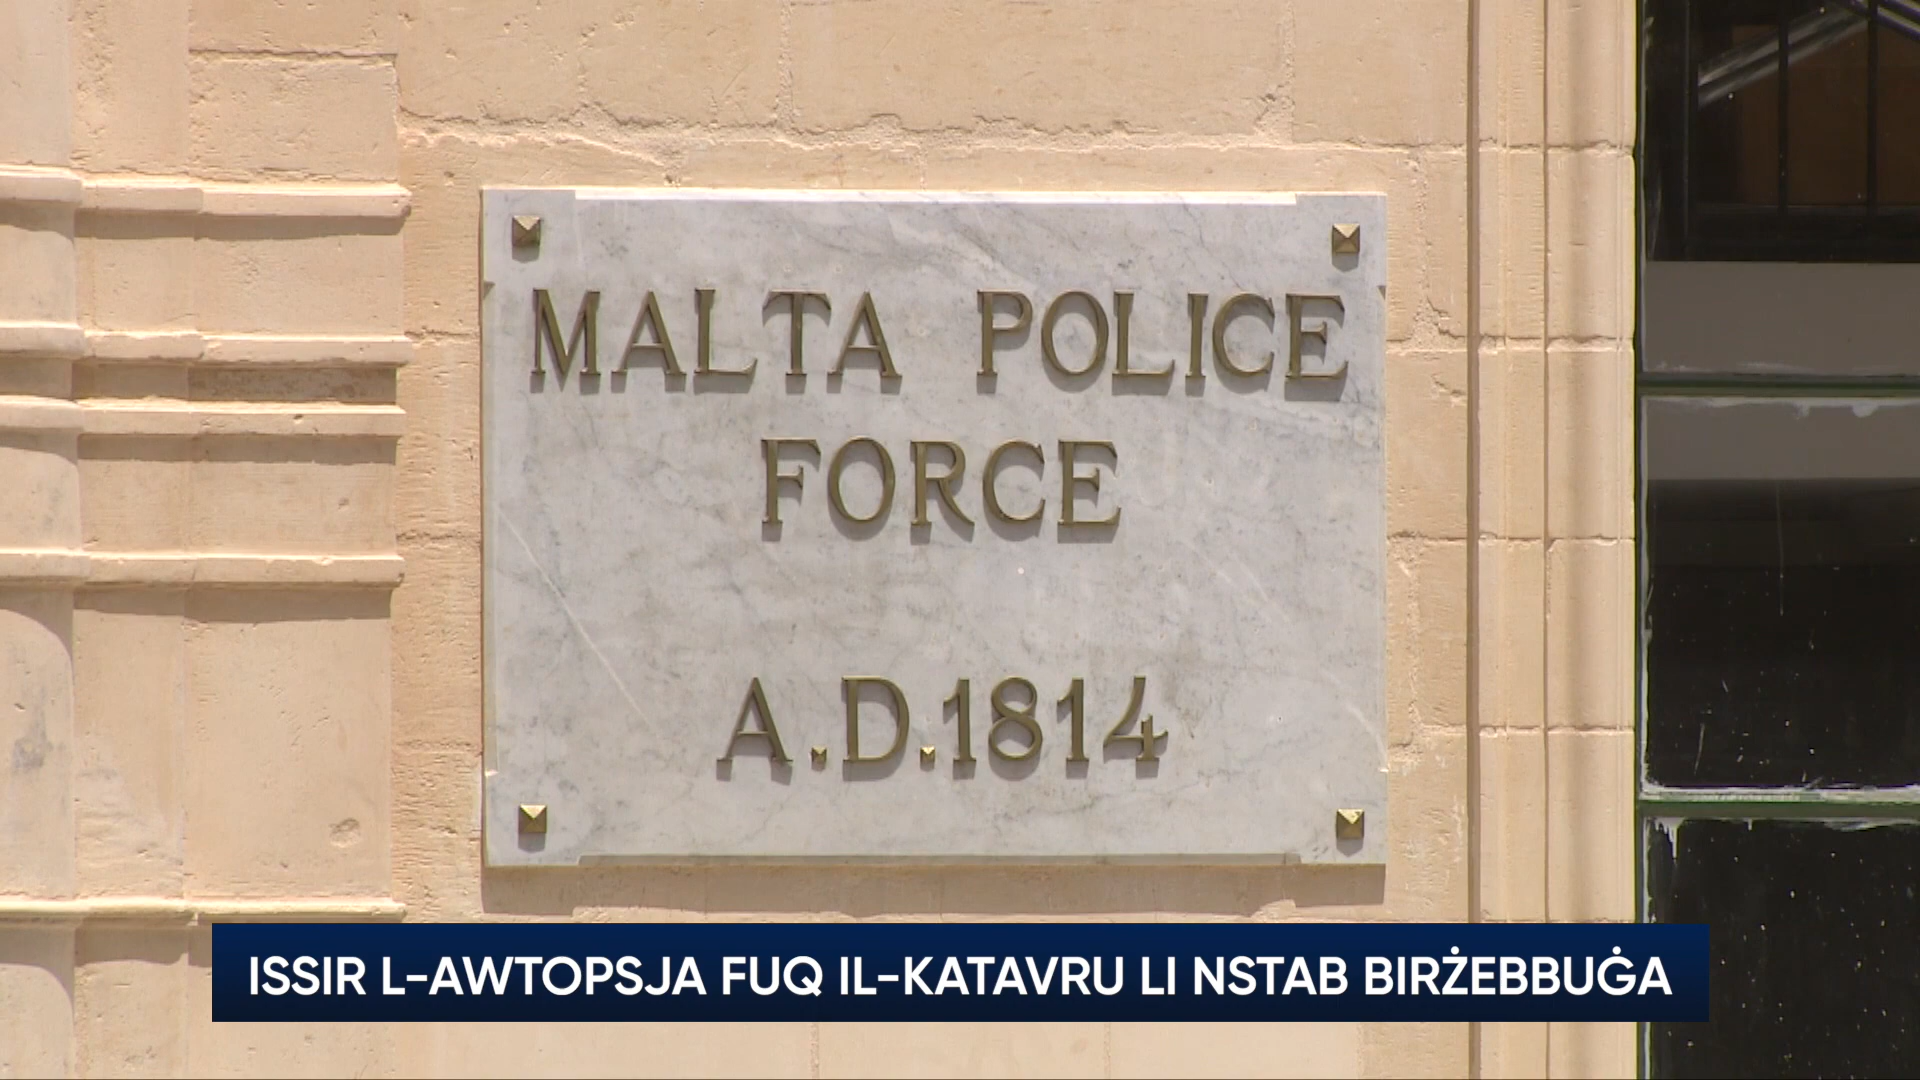 MALTA POLICE
FORCE
A.D.1814
ISSIR L-AWTOPSJA FUQ IL-KATAVRU LI NSTAB BIRŻEBBUĠA